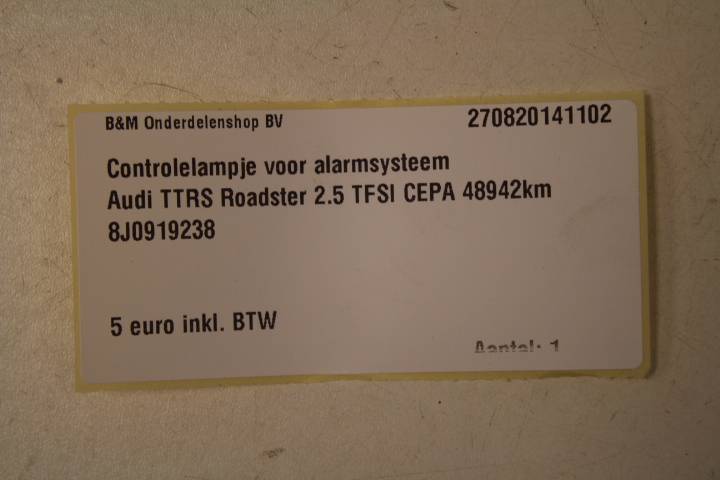 B&M Onderdelenshop BV 270820141102
Controlelampje voor alarmsysteem
Audi TTRS Roadster 2.5 TFSI CEPA 48942km
8J0919238
5 euro inkl. BTW
Aantal: 1